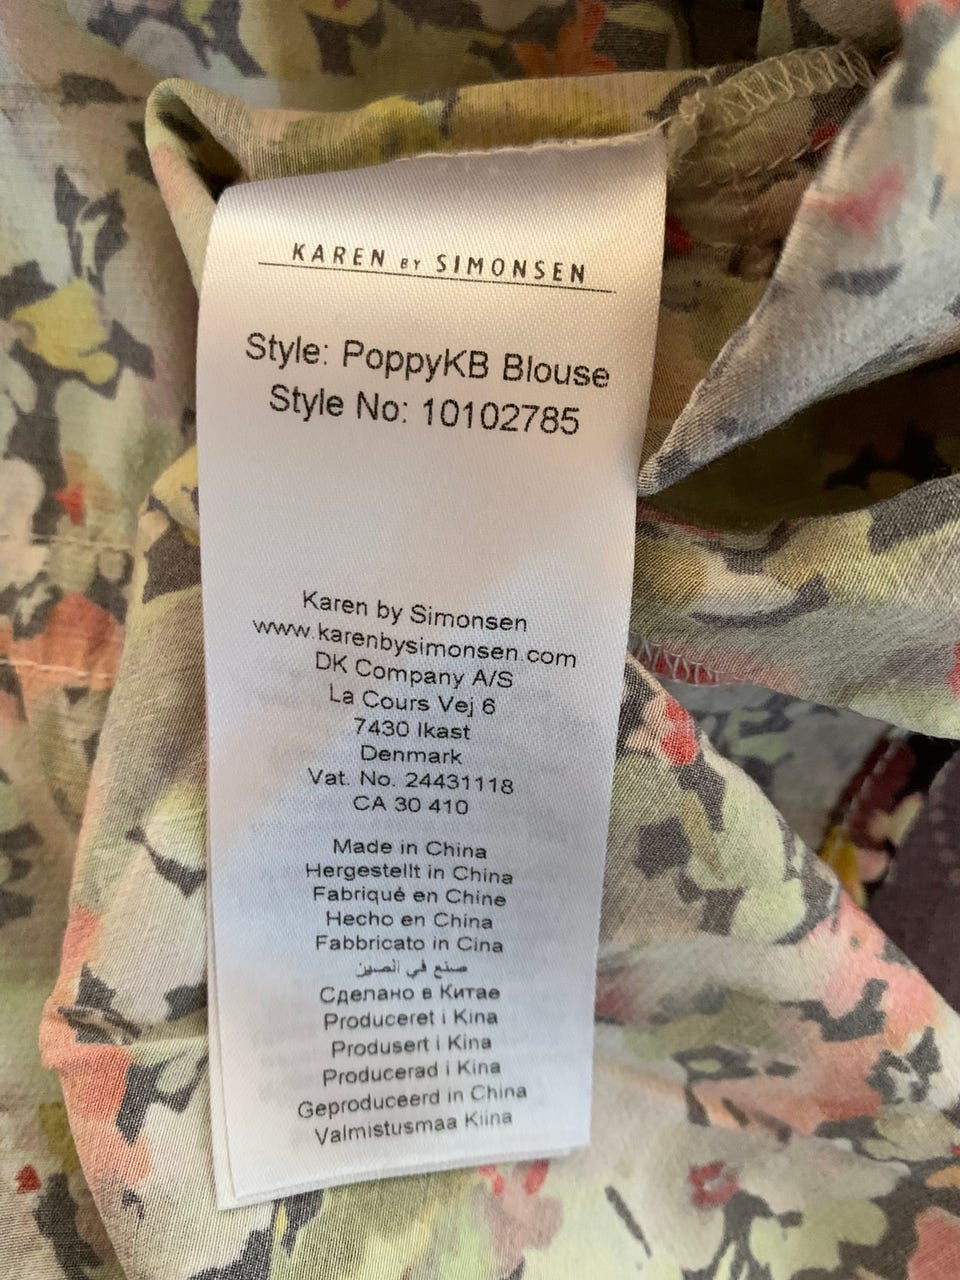 KAREN BY SIMONSEN
Style: PoppyKB Blouse
Style No: 10102785
Karen by Simonsen
www.karenbysimonsen.com
DK Company A/S
La Cours Vej 6
7430 Ikast
Denmark
Vat. No. 24431118
CA 30 410
Made in China
Hergestellt in China
Fabriqué en Chine
Hecho en China
Fabbricato in Cina
صنع في الصين
Сделано в Китае
Produceret i Kina
Produsert i Kina
Producerad i Kina
Geproduceerd in China
Valmistusmaa Kiina